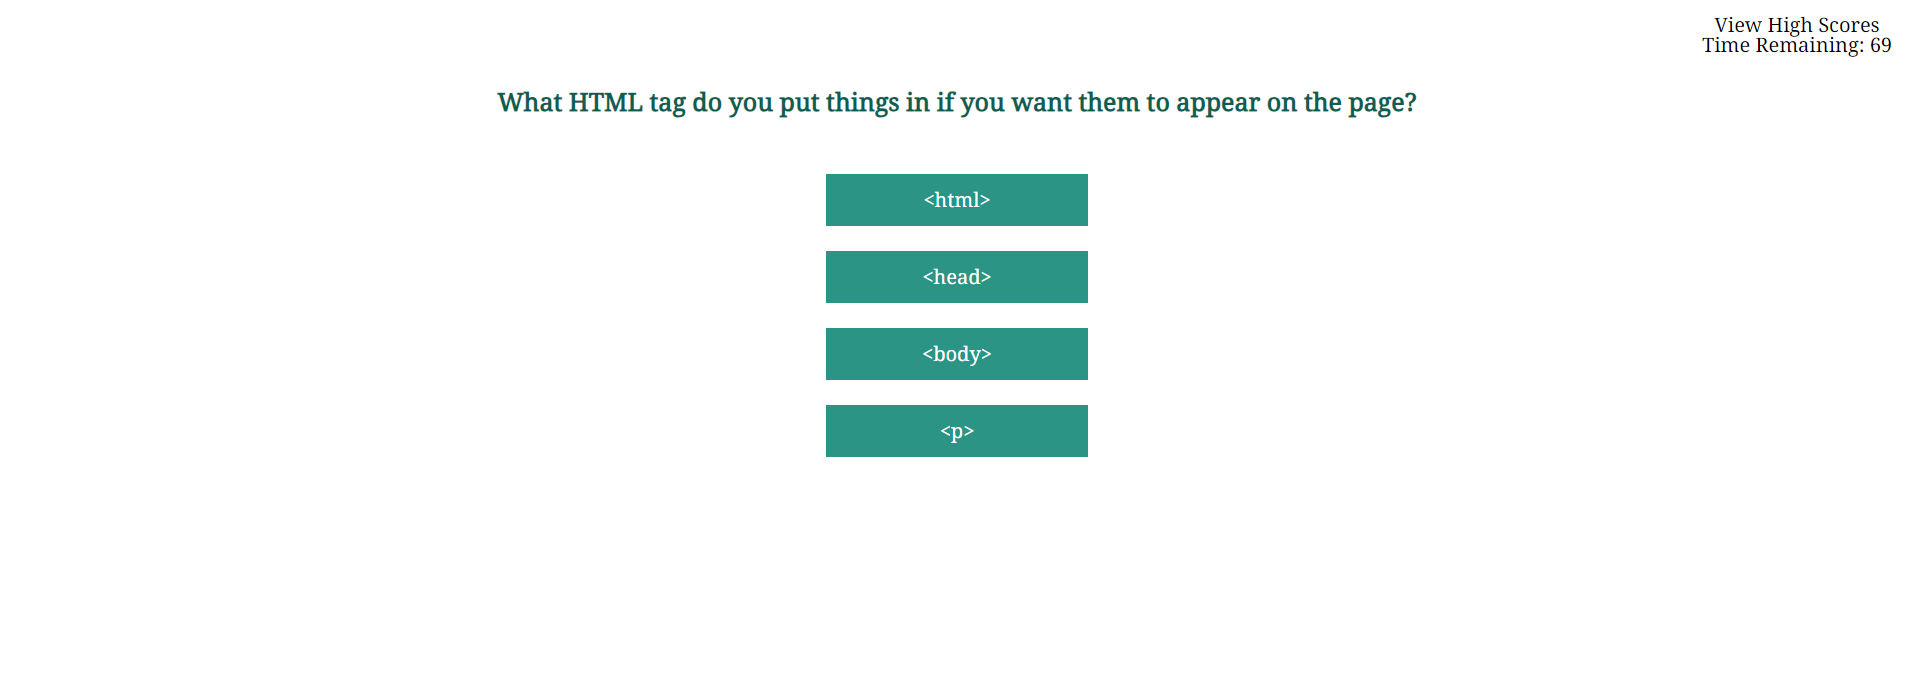 View High Scores
Time Remaining: 69
What HTML tag do you put things in if you want them to appear on the page?
<html>
<head>
<body>
<p>